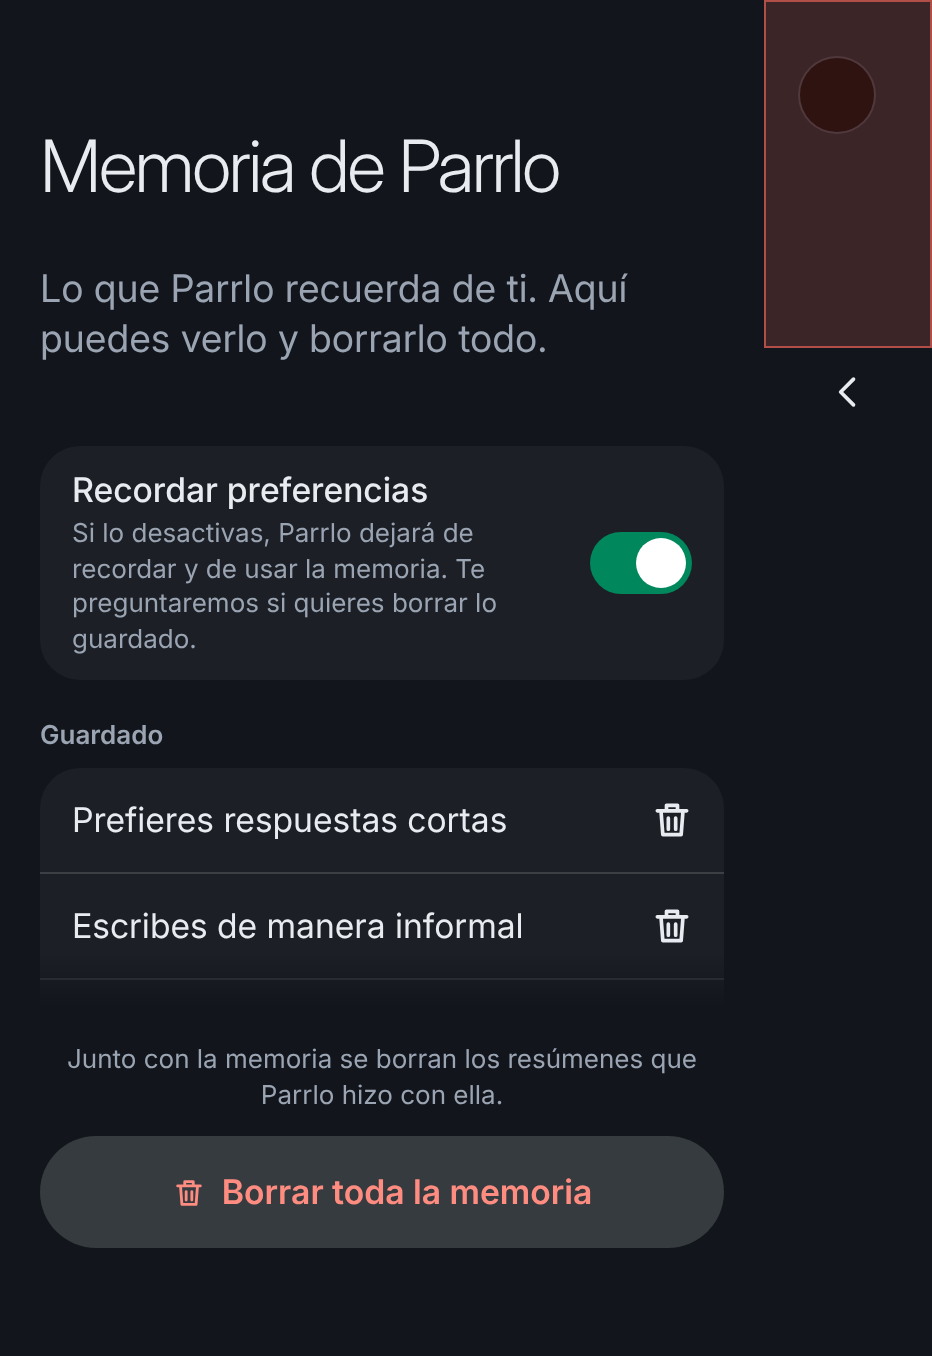 Memoria de Parrlo
Lo que Parrlo recuerda de ti. Aquí
puedes verlo y borrarlo todo.
Recordar preferencias
Si lo desactivas, Parrlo dejará de
recordar y de usar la memoria. Te
preguntaremos si quieres borrar lo
guardado.
Guardado
Prefieres respuestas cortas
Escribes de manera informal
Junto con la memoria se borran los resúmenes que
Parrlo hizo con ella.
Borrar toda la memoria